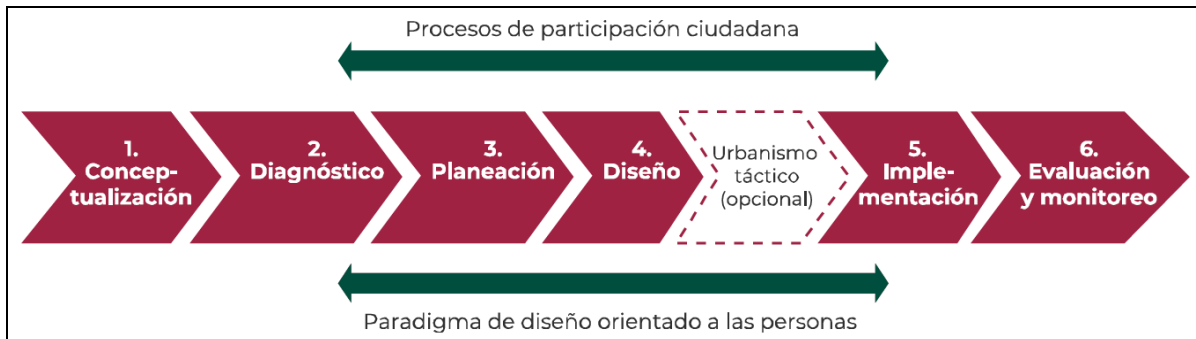 Procesos de participación ciudadana
1.
Concep-
tualización
2.
Diagnóstico
3.
Planeación
4.
Diseño
Urbanismo
táctico
(opcional)
5.
Imple-
mentación
6.
Evaluación
y monitoreo
Paradigma de diseño orientado a las personas